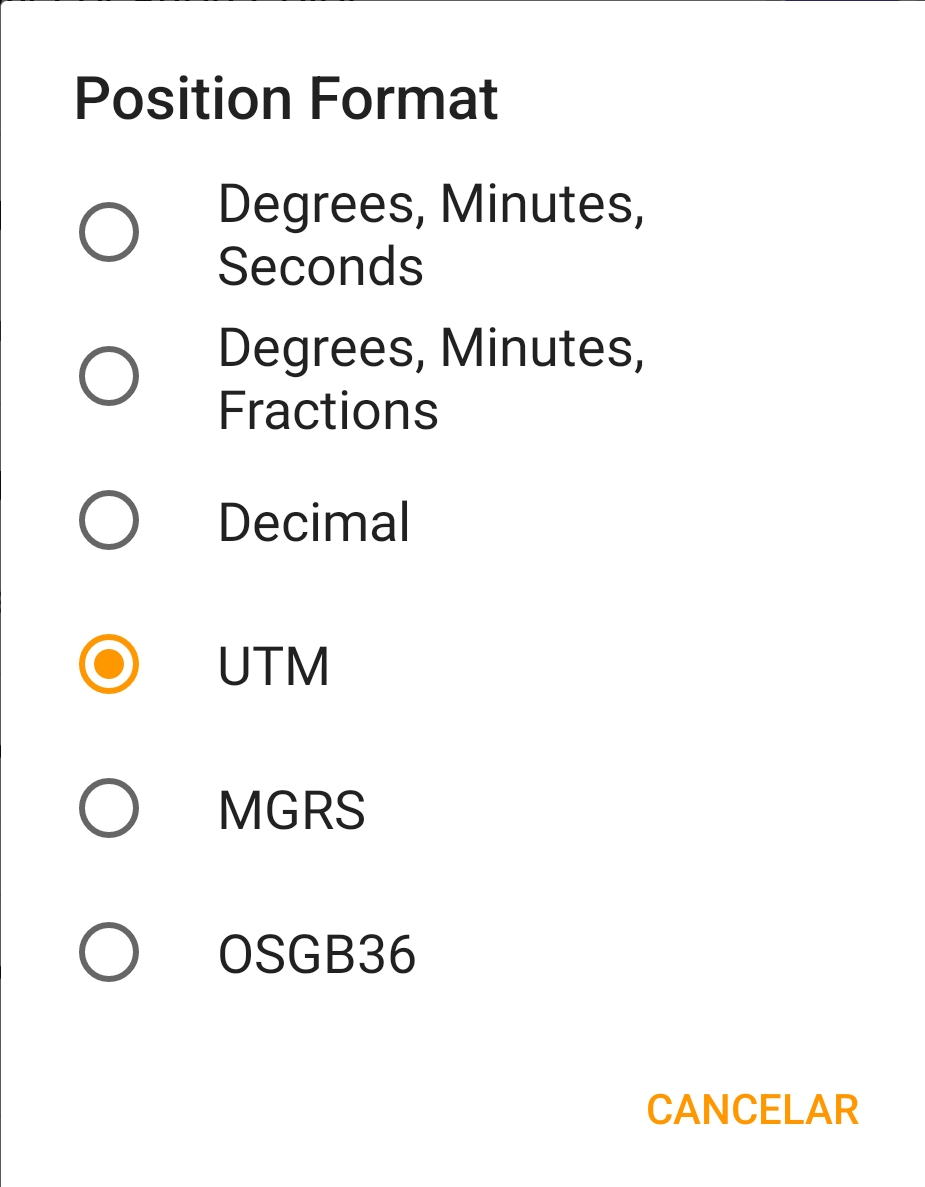 Position Format
Degrees, Minutes,
Seconds
Degrees, Minutes,
Fractions
Decimal
UTM
MGRS
OSGB36
CANCELAR